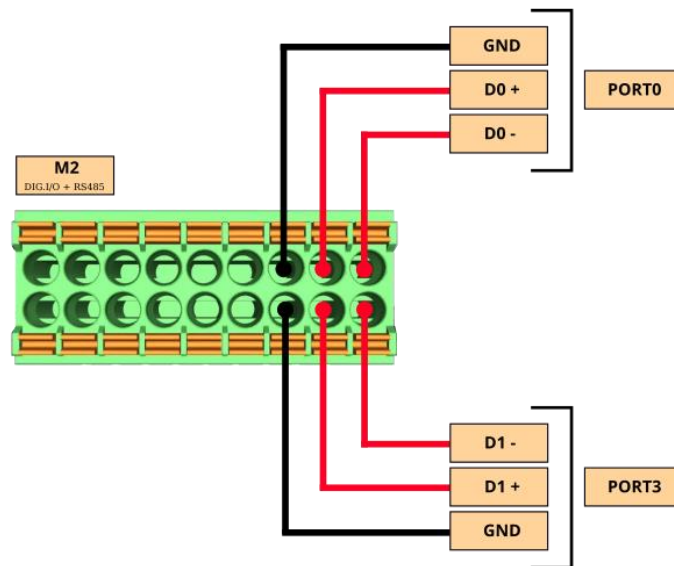 GND
D0 +
PORT0
D0 -
M2
DIG.I/O + RS485
D1 -
D1 +
PORT3
GND